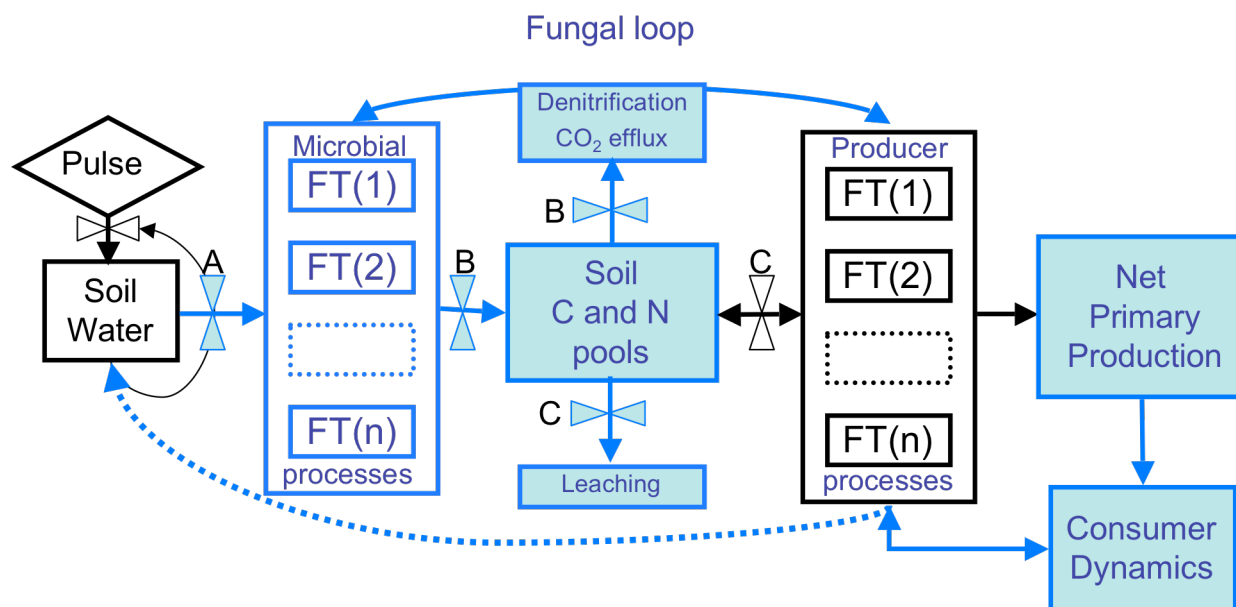 Fungal loop
Pulse
Soil
Water
A
Microbial
FT(1)
FT(2)
FT(n)
processes
B
Denitrification
CO₂ efflux
B
Soil
C and N
pools
C
Leaching
C
Producer
FT(1)
FT(2)
FT(n)
processes
Net
Primary
Production
Consumer
Dynamics